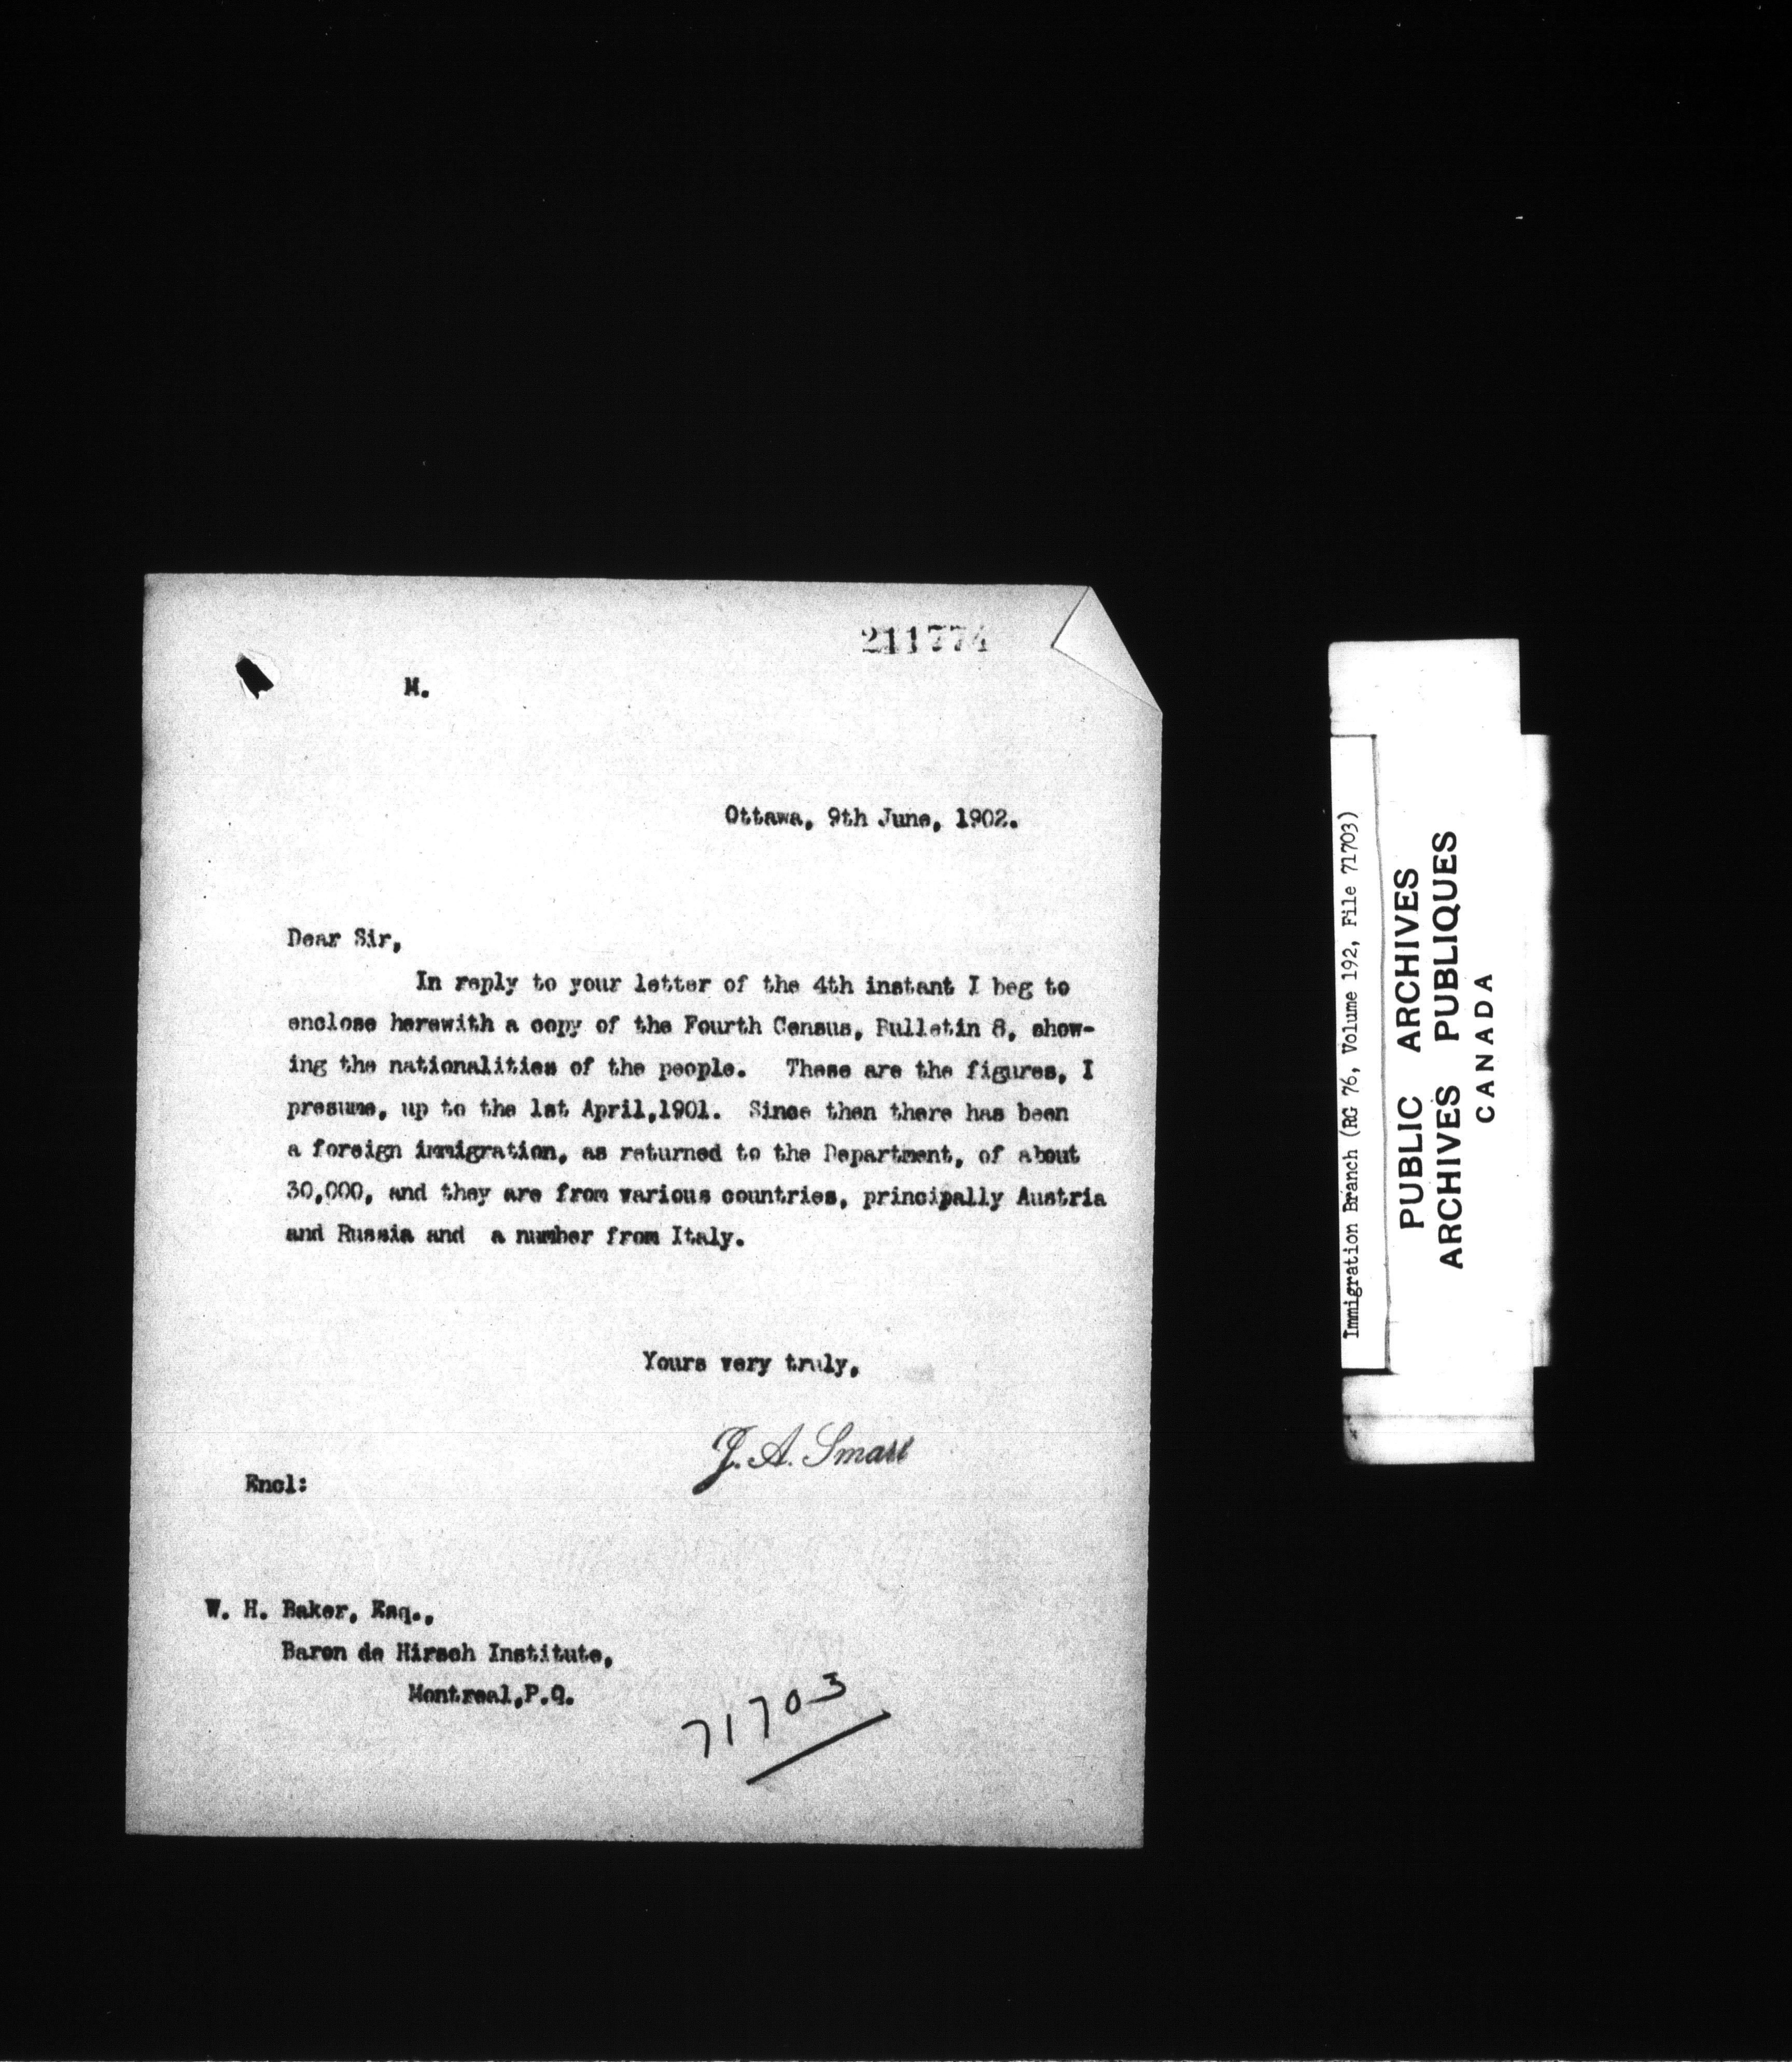 211774
M.
Ottawa, 9th June, 1902.
Dear Sir,
In reply to your letter of the 4th instant I beg to
enclose herewith a copy of the Fourth Census, Bulletin 8, show-
ing the nationalities of the people. These are the figures, I
presume, up to the 1st April,1901. Since then there has been
a foreign immigration, as returned to the Department, of about
30,000, and they are from various countries, principally Austria
and Russia and a number from Italy.
Yours very truly,
J. A. Smart
Encl:
W. H. Baker, Esq.,
Baron de Hirsch Institute,
Montreal,P.Q.
71703
Immigration Branch (RG 76, Volume 192, File 71703)
PUBLIC ARCHIVES
ARCHIVES PUBLIQUES
CANADA